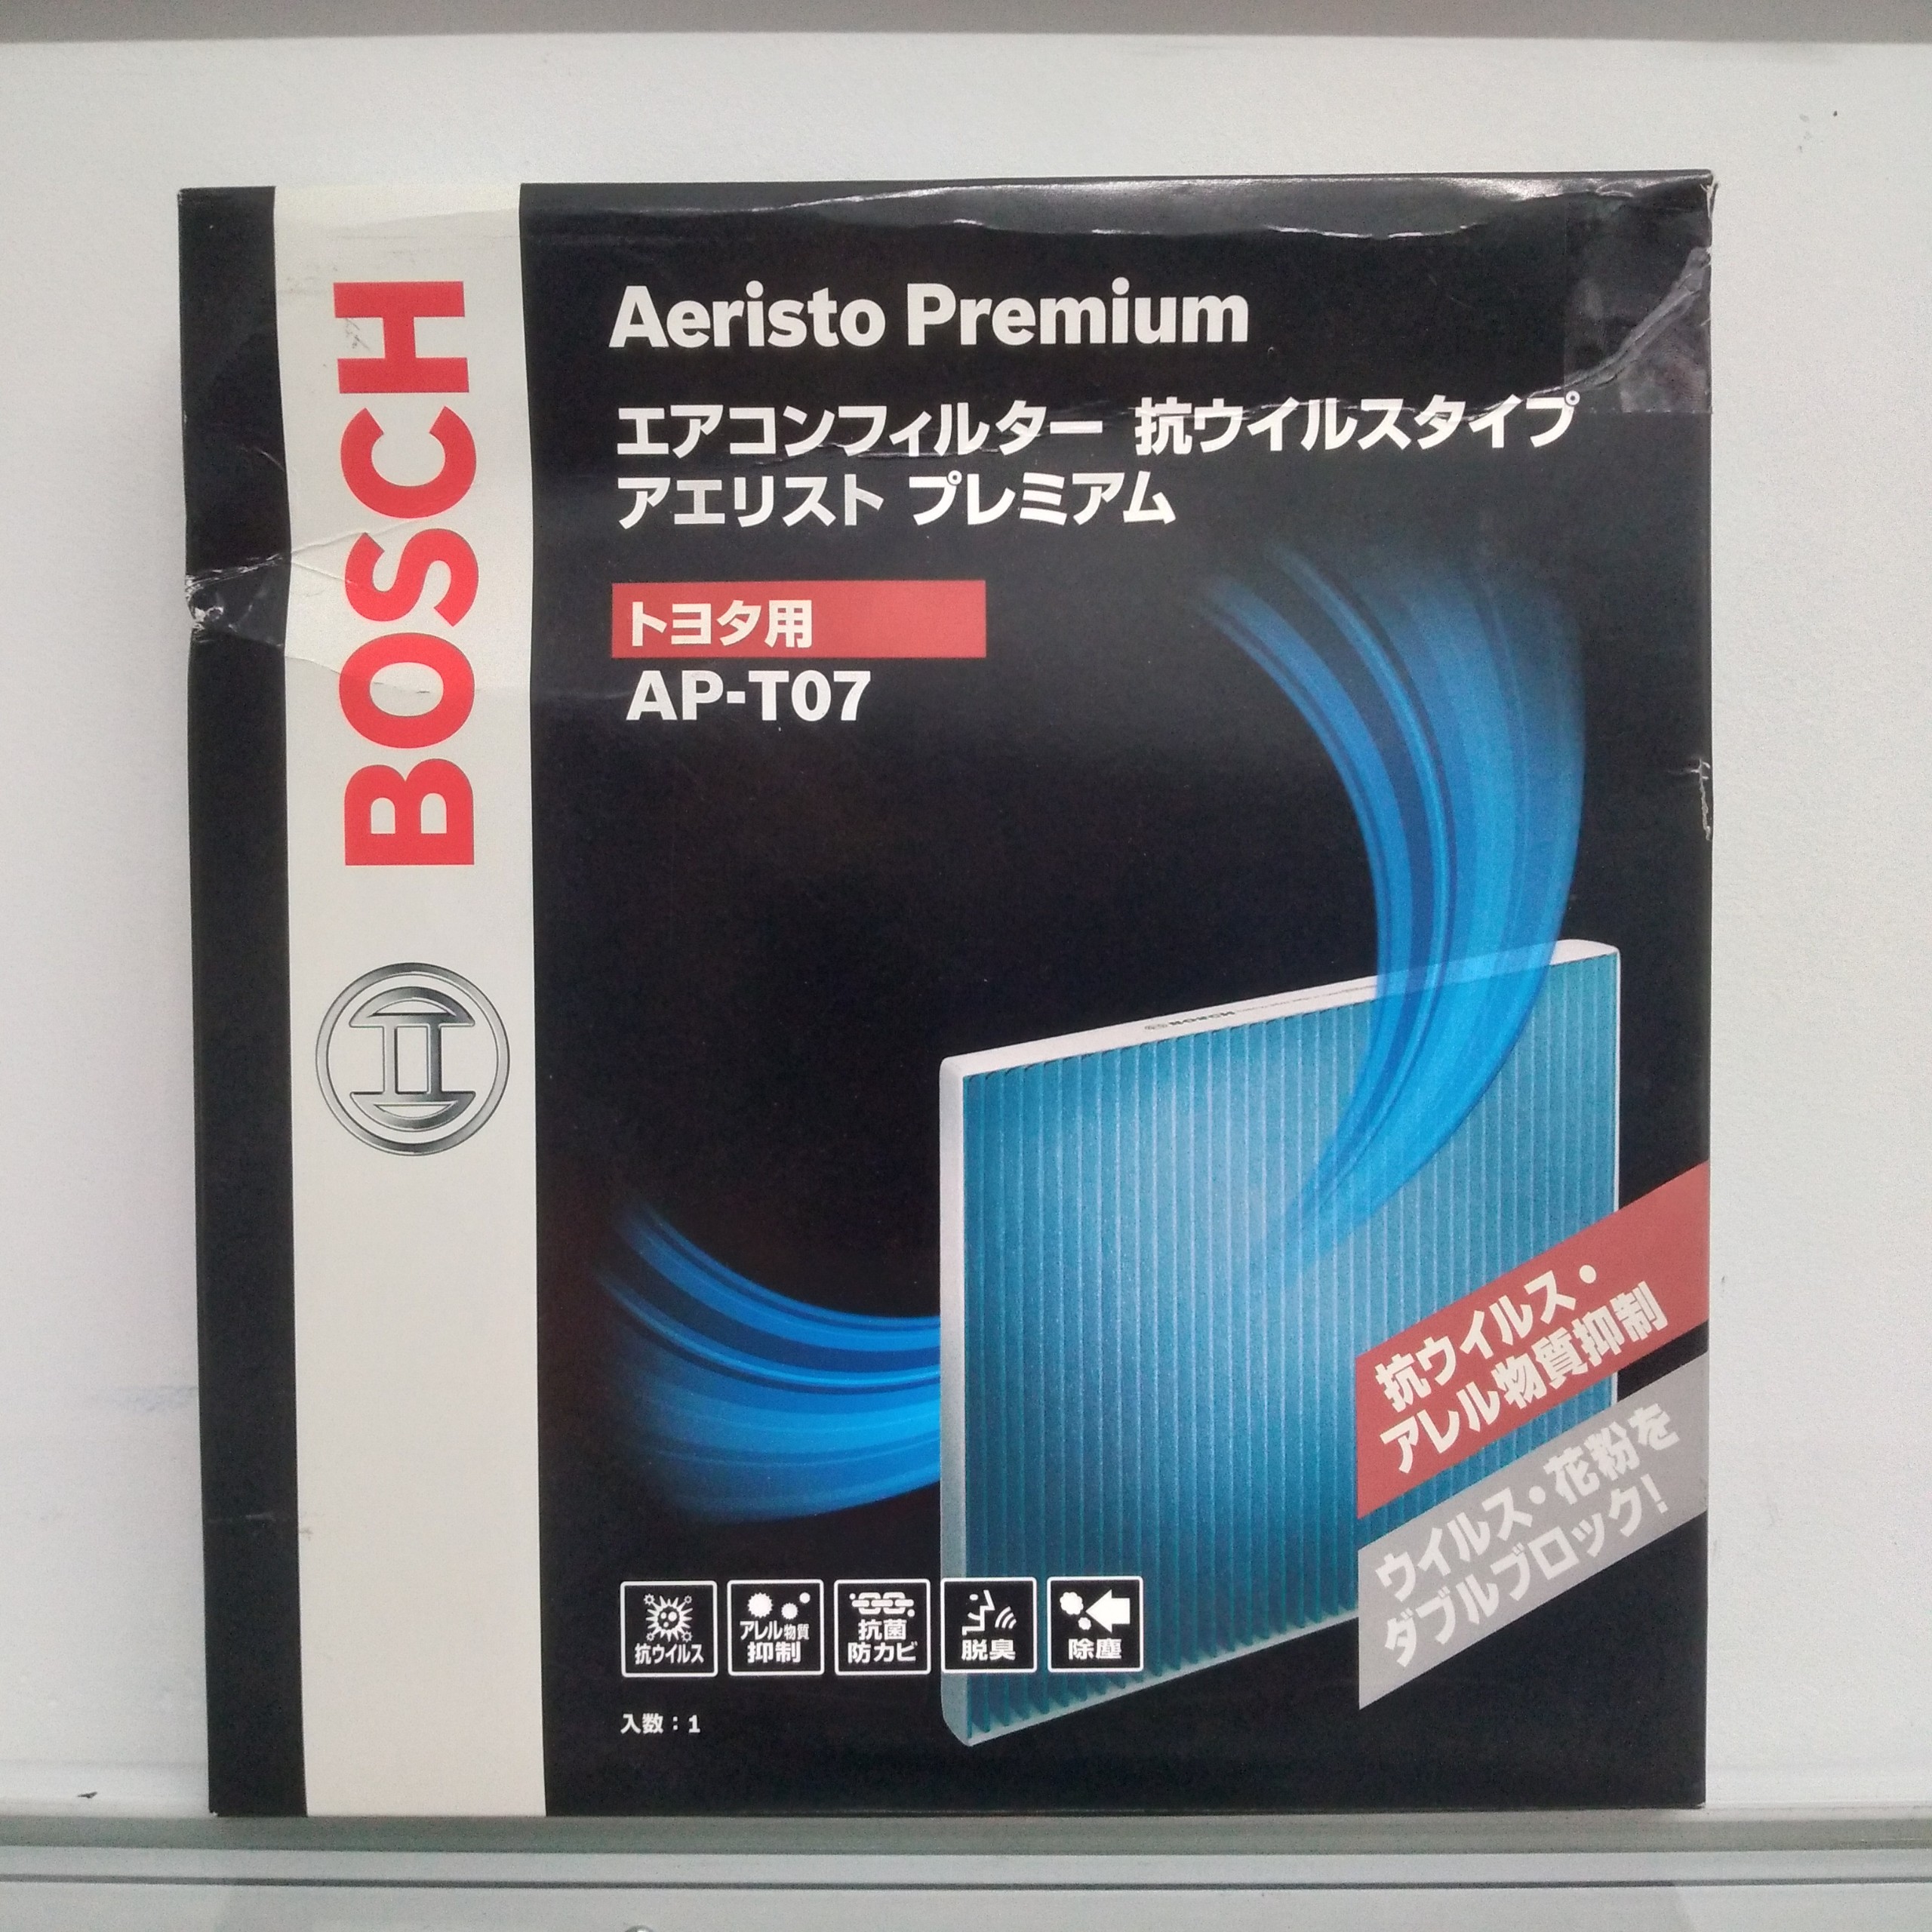 BOSCH
Aeristo Premium
エアコンフィルター 抗ウイルスタイプ
アエリスト プレミアム
トヨタ用
AP-T07
BOSCH
抗ウイルス・
アレル物質抑制
ウイルス・花粉を
ダブルブロック!
抗ウイルス
アレル物質
抑制
抗菌
防カビ
脱臭
除塵
入数:1